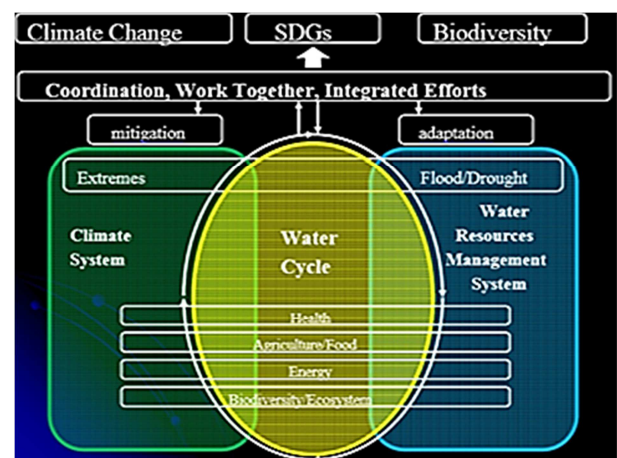 Climate Change
SDGs
Biodiversity
Coordination, Work Together, Integrated Efforts
mitigation
adaptation
Extremes
Flood/Drought
Climate
System
Water
Cycle
Water
Resources
Management
System
Health
Agriculture/Food
Energy
Biodiversity/Ecosystem